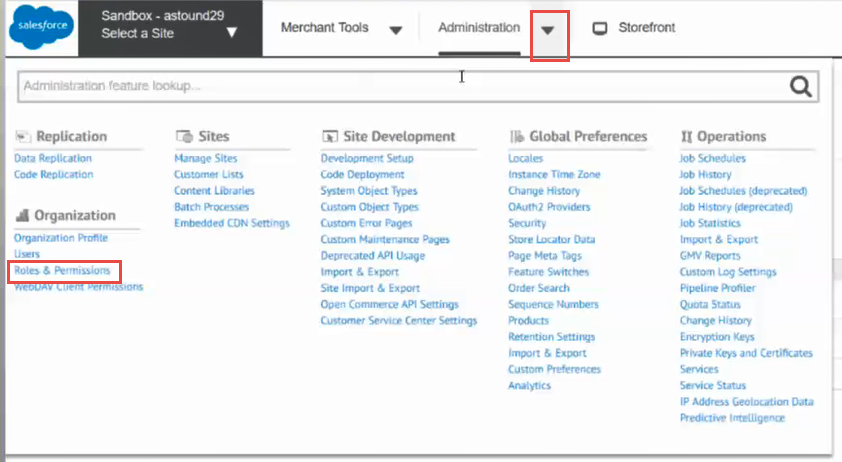 salesforce
Sandbox - astound29
Select a Site
Merchant Tools
Administration
Storefront
Administration feature lookup...
Replication
Data Replication
Code Replication
Organization
Organization Profile
Users
Roles & Permissions
WebDAV Client Permissions
Sites
Manage Sites
Customer Lists
Content Libraries
Batch Processes
Embedded CDN Settings
Site Development
Development Setup
Code Deployment
System Object Types
Custom Object Types
Custom Error Pages
Custom Maintenance Pages
Deprecated API Usage
Import & Export
Site Import & Export
Open Commerce API Settings
Customer Service Center Settings
Global Preferences
Locales
Instance Time Zone
Change History
OAuth2 Providers
Security
Store Locator Data
Page Meta Tags
Feature Switches
Order Search
Sequence Numbers
Products
Retention Settings
Import & Export
Custom Preferences
Analytics
Operations
Job Schedules
Job History
Job Schedules (deprecated)
Job History (deprecated)
Job Statistics
Import & Export
GMV Reports
Custom Log Settings
Pipeline Profiler
Quota Status
Change History
Encryption Keys
Private Keys and Certificates
Services
Service Status
IP Address Geolocation Data
Predictive Intelligence